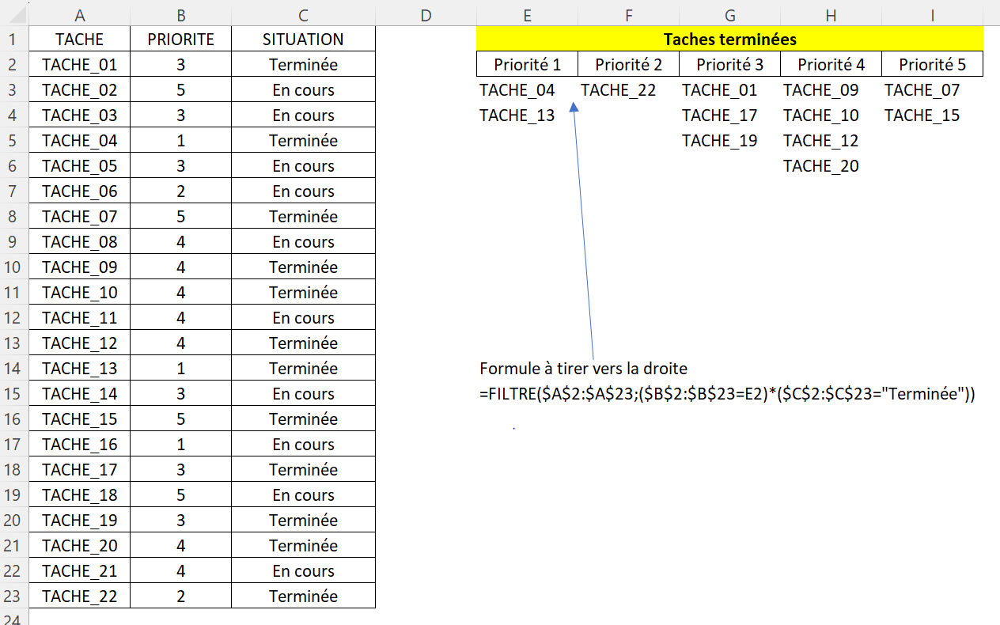 A B C D E F G H I
1 TACHE PRIORITE SITUATION Taches terminées
2 TACHE_01 3 Terminée Priorité 1 Priorité 2 Priorité 3 Priorité 4 Priorité 5
3 TACHE_02 5 En cours TACHE_04 TACHE_22 TACHE_01 TACHE_09 TACHE_07
4 TACHE_03 3 En cours TACHE_13 TACHE_17 TACHE_10 TACHE_15
5 TACHE_04 1 Terminée TACHE_19 TACHE_12
6 TACHE_05 3 En cours TACHE_20
7 TACHE_06 2 En cours
8 TACHE_07 5 Terminée
9 TACHE_08 4 En cours
10 TACHE_09 4 Terminée
11 TACHE_10 4 Terminée
12 TACHE_11 4 En cours
13 TACHE_12 4 Terminée
14 TACHE_13 1 Terminée Formule à tirer vers la droite
15 TACHE_14 3 En cours =FILTRE($A$2:$A$23;($B$2:$B$23=E2)*($C$2:$C$23="Terminée"))
16 TACHE_15 5 Terminée
17 TACHE_16 1 En cours
18 TACHE_17 3 Terminée
19 TACHE_18 5 En cours
20 TACHE_19 3 Terminée
21 TACHE_20 4 Terminée
22 TACHE_21 4 En cours
23 TACHE_22 2 Terminée
24